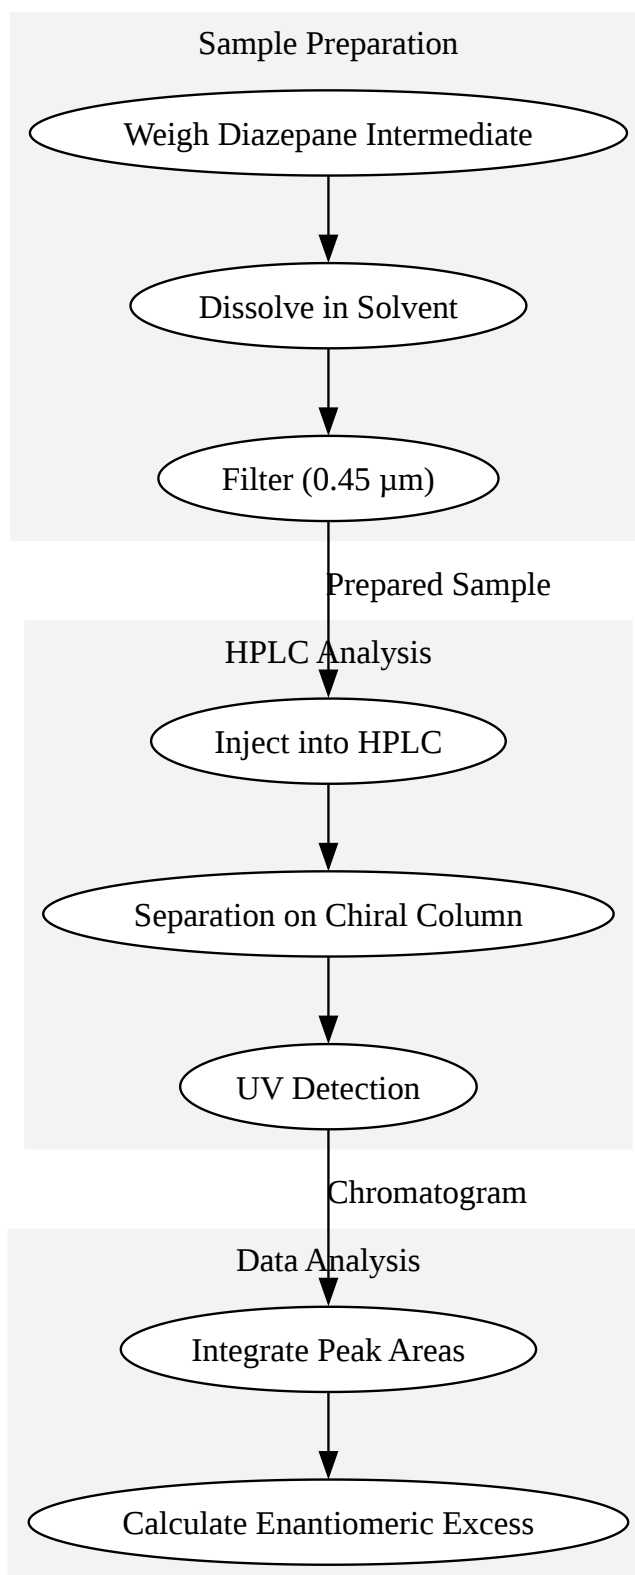 Sample Preparation
Weigh Diazepane Intermediate
Dissolve in Solvent
Filter (0.45 µm)
Prepared Sample
HPLC Analysis
Inject into HPLC
Separation on Chiral Column
UV Detection
Chromatogram
Data Analysis
Integrate Peak Areas
Calculate Enantiomeric Excess